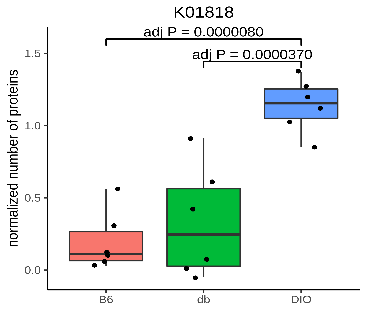 K01818
adj P = 0.0000080
adj P = 0.0000370
normalized number of proteins
1.5
1.0
0.5
0.0
B6
db
DIO